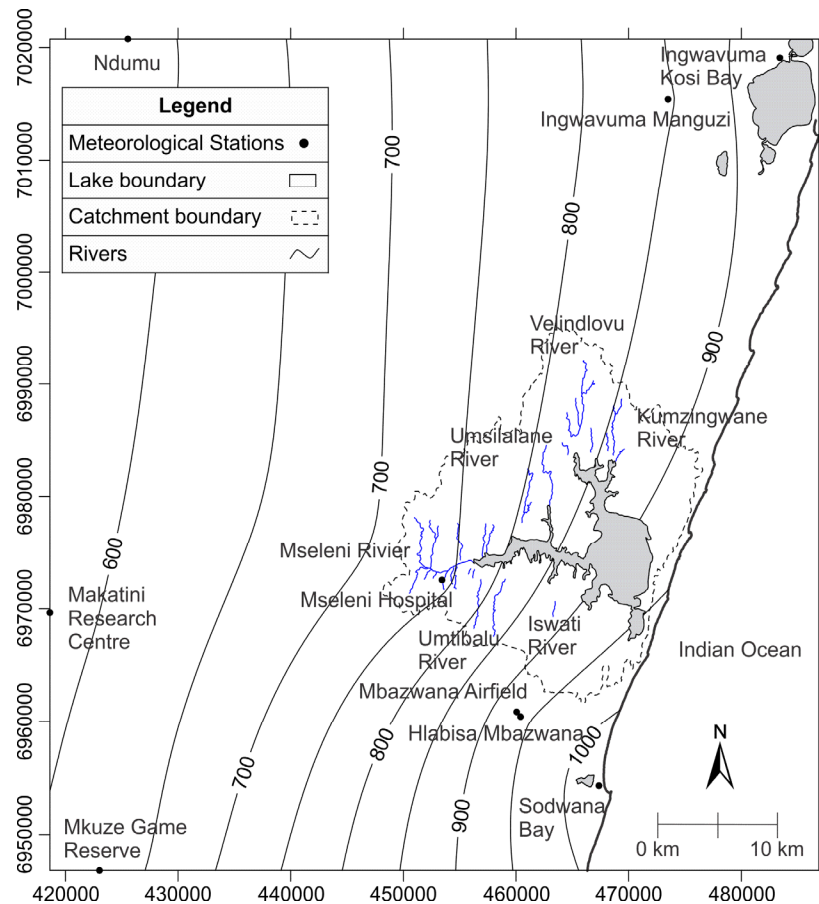 7020000
7010000
7000000
6990000
6980000
6970000
6960000
6950000
Ndumu
Ingwavuma
Kosi Bay
Ingwavuma Manguzi
Legend
Meteorological Stations
Lake boundary
Catchment boundary
Rivers
700
800
900
Velindlovu
River
Kumzingwane
River
Umsilalane
River
700
600
Mseleni Rivier
Mseleni Hospital
Makatini
Research
Centre
Umtibalu
River
Iswati
River
Indian Ocean
Mbazwana Airfield
Hlabisa Mbazwana
700
800
900
1000
N
Sodwana
Bay
Mkuze Game
Reserve
0 km
10 km
420000
430000
440000
450000
460000
470000
480000